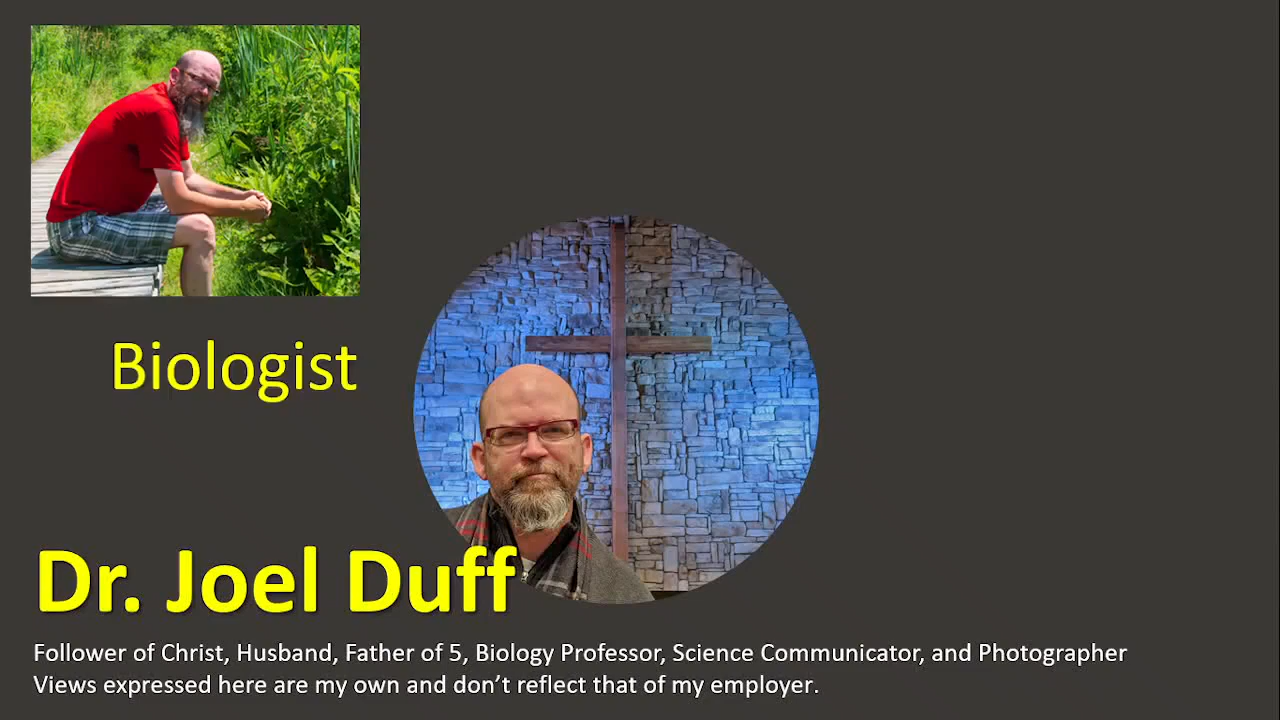 Biologist
Dr. Joel Duff
Follower of Christ, Husband, Father of 5, Biology Professor, Science Communicator, and Photographer
Views expressed here are my own and don’t reflect that of my employer.